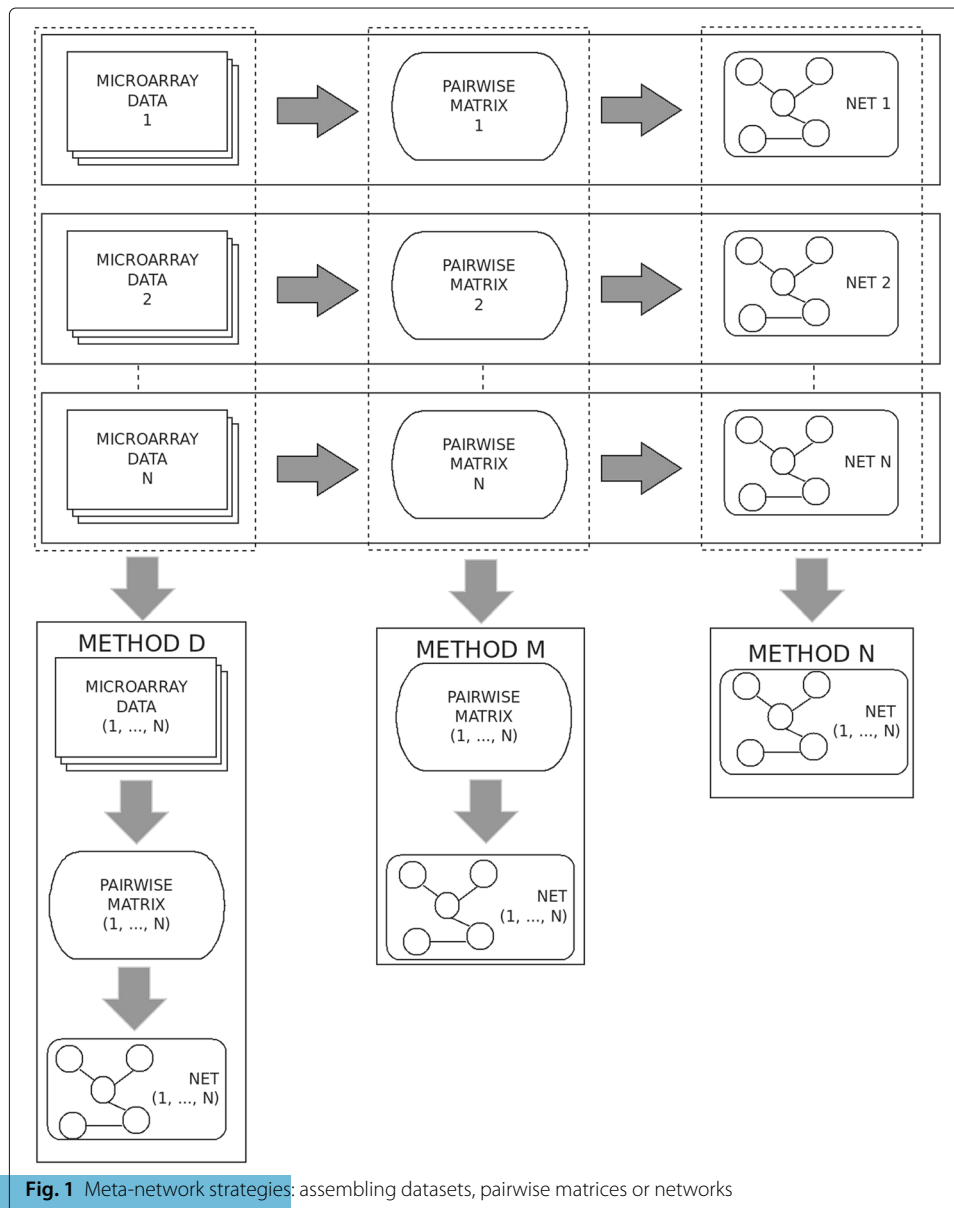 MICROARRAY
DATA
1
PAIRWISE
MATRIX
1
NET 1
MICROARRAY
DATA
2
PAIRWISE
MATRIX
2
NET 2
MICROARRAY
DATA
N
PAIRWISE
MATRIX
N
NET N
METHOD D
MICROARRAY
DATA
(1, ..., N)
PAIRWISE
MATRIX
(1, ..., N)
NET
(1, ..., N)
METHOD M
PAIRWISE
MATRIX
(1, ..., N)
NET
(1, ..., N)
METHOD N
NET
(1, ..., N)
Fig. 1 Meta-network strategies: assembling datasets, pairwise matrices or networks